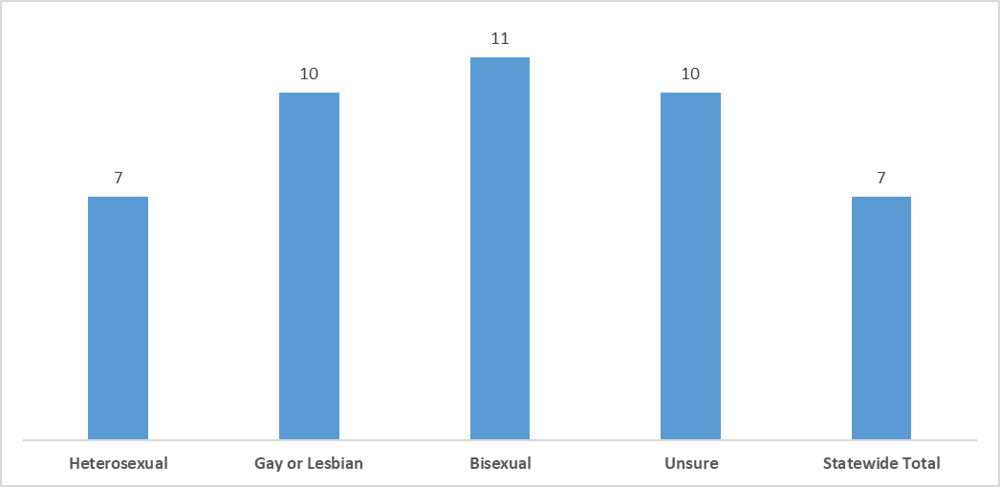 11
10
10
7
7
Heterosexual
Gay or Lesbian
Bisexual
Unsure
Statewide Total